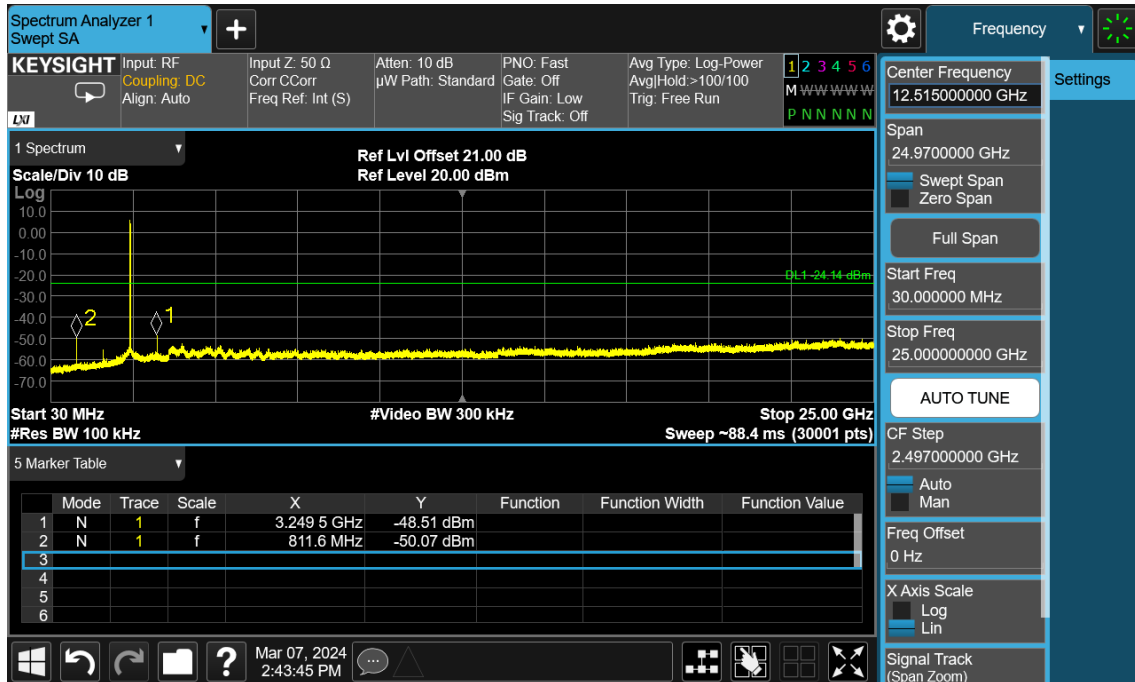 Spectrum Analyzer 1
Swept SA
Frequency
KEYSIGHT
LXI
Input: RF
Coupling: DC
Align: Auto
Input Z: 50 Ω
Corr CCorr
Freq Ref: Int (S)
Atten: 10 dB
µW Path: Standard
PNO: Fast
Gate: Off
IF Gain: Low
Sig Track: Off
Avg Type: Log-Power
Avg|Hold:>100/100
Trig: Free Run
1 2 3 4 5 6
M W W W W W
P N N N N N
Center Frequency
12.515000000 GHz
Settings
Span
24.9700000 GHz
Swept Span
Zero Span
Full Span
Start Freq
30.000000 MHz
Stop Freq
25.000000000 GHz
AUTO TUNE
CF Step
2.497000000 GHz
Auto
Man
Freq Offset
0 Hz
X Axis Scale
Log
Lin
Signal Track
(Span Zoom)
1 Spectrum
Scale/Div 10 dB
Ref Lvl Offset 21.00 dB
Ref Level 20.00 dBm
Log
10.0
0.00
-10.0
-20.0
-30.0
-40.0
-50.0
-60.0
-70.0
DL1 -24.14 dBm
2
1
Start 30 MHz
#Video BW 300 kHz
Stop 25.00 GHz
#Res BW 100 kHz
Sweep ~88.4 ms (30001 pts)
5 Marker Table
Mode Trace Scale X Y Function Function Width Function Value
1 N 1 f 3.249 5 GHz -48.51 dBm
2 N 1 f 811.6 MHz -50.07 dBm
3
4
5
6
?
Mar 07, 2024
2:43:45 PM